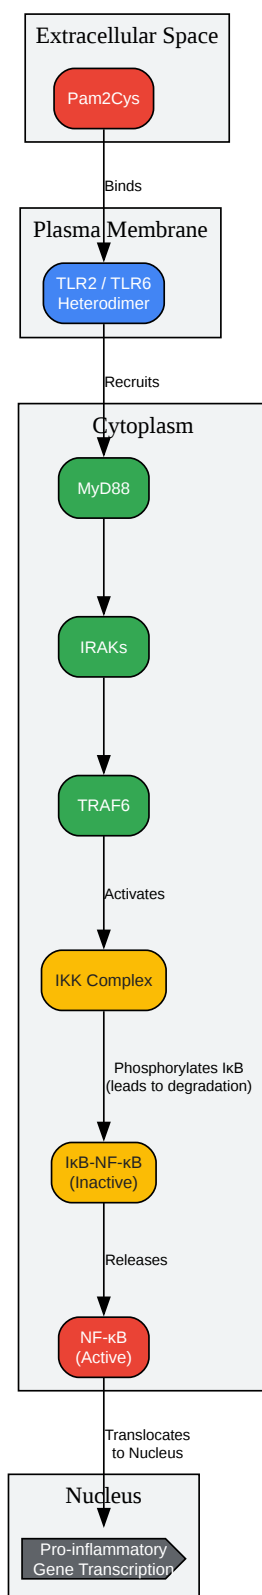 Extracellular Space
Pam2Cys
Binds
Plasma Membrane
TLR2 / TLR6
Heterodimer
Recruits
Cytoplasm
MyD88
IRAKs
TRAF6
Activates
IKK Complex
Phosphorylates IκB
(leads to degradation)
IκB-NF-κB
(Inactive)
Releases
NF-κB
(Active)
Translocates
to Nucleus
Nucleus
Pro-inflammatory
Gene Transcription